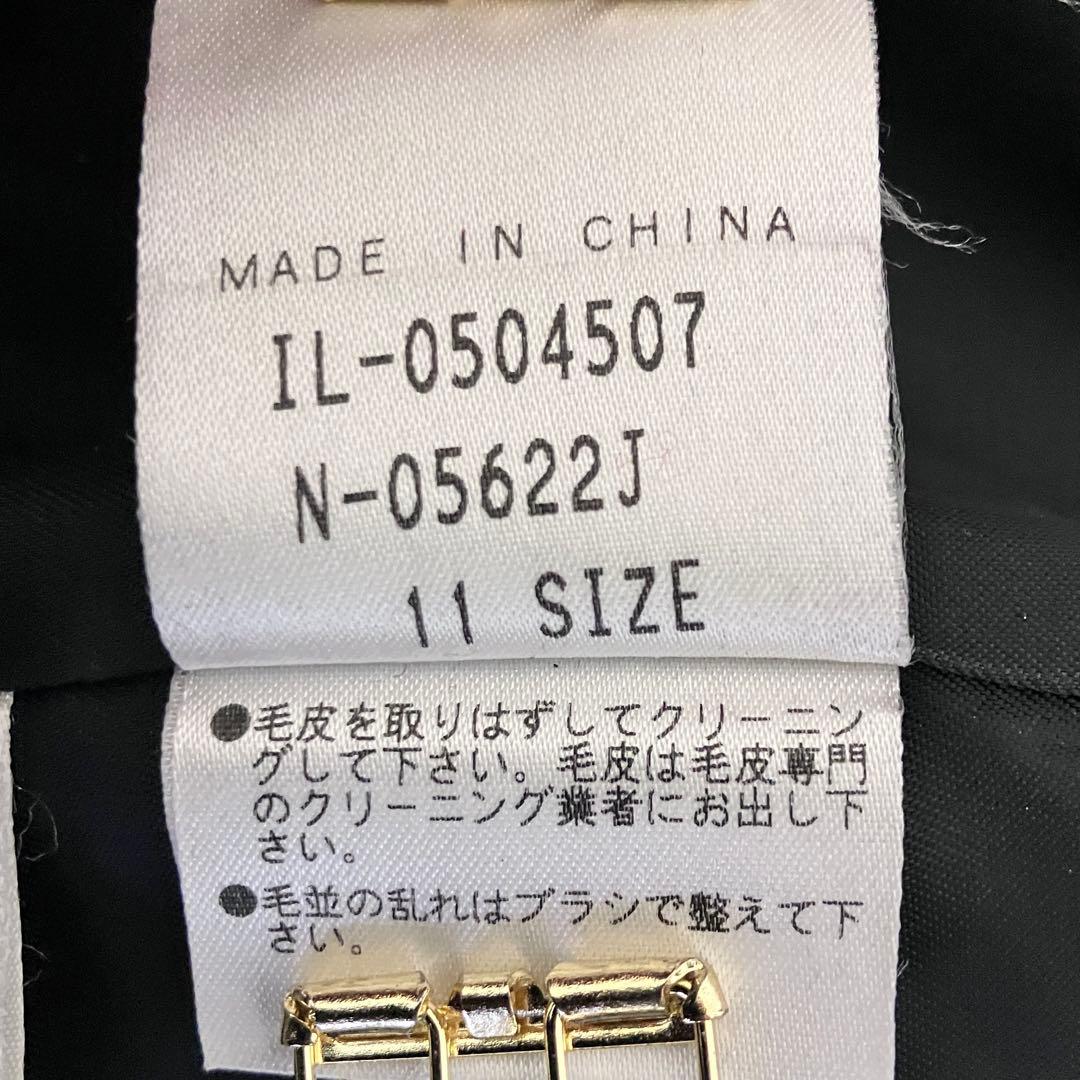 MADE IN CHINA
IL-0504507
N-05622J
11 SIZE
●毛皮を取りはずしてクリーニン
グして下さい。毛皮は毛皮専門
のクリーニング業者にお出し下
さい。
●毛並の乱れはブラシで整えて下
さい。